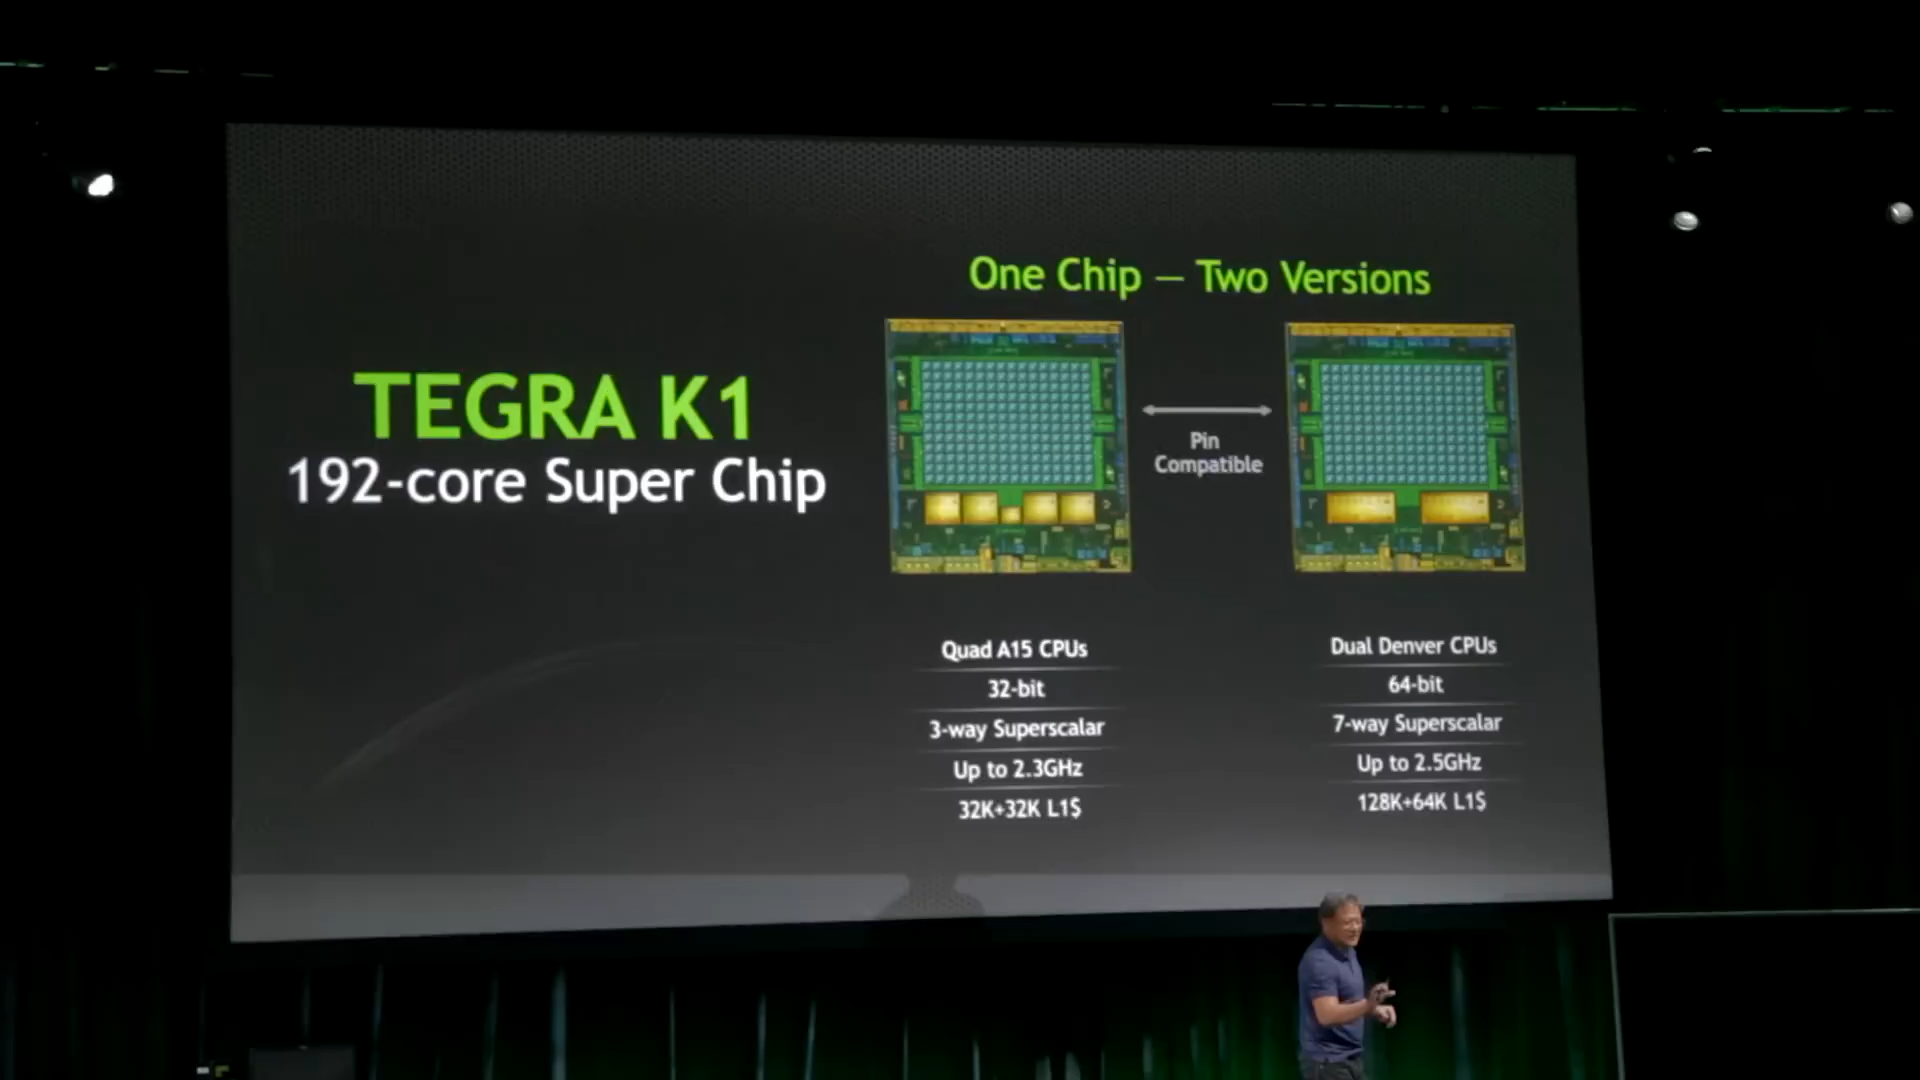 One Chip — Two Versions
TEGRA K1
192-core Super Chip
Pin
Compatible
Quad A15 CPUs
32-bit
3-way Superscalar
Up to 2.3GHz
32K+32K L1$
Dual Denver CPUs
64-bit
7-way Superscalar
Up to 2.5GHz
128K+64K L1$